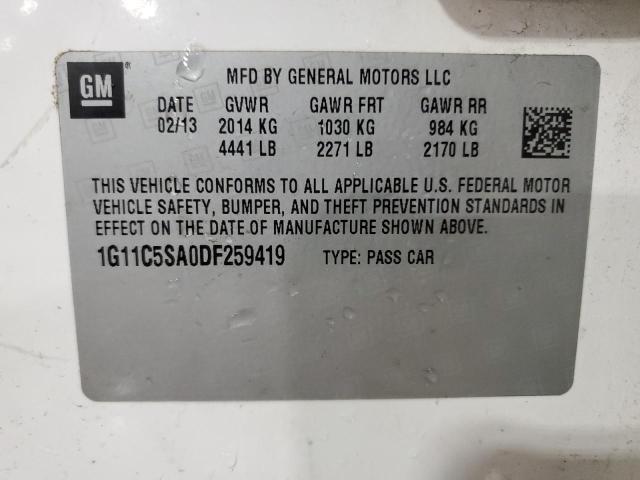 GM
MFD BY GENERAL MOTORS LLC
DATE GVWR GAWR FRT GAWR RR
02/13 2014 KG 1030 KG 984 KG
4441 LB 2271 LB 2170 LB
THIS VEHICLE CONFORMS TO ALL APPLICABLE U.S. FEDERAL MOTOR
VEHICLE SAFETY, BUMPER, AND THEFT PREVENTION STANDARDS IN
EFFECT ON THE DATE OF MANUFACTURE SHOWN ABOVE.
1G11C5SA0DF259419 TYPE: PASS CAR